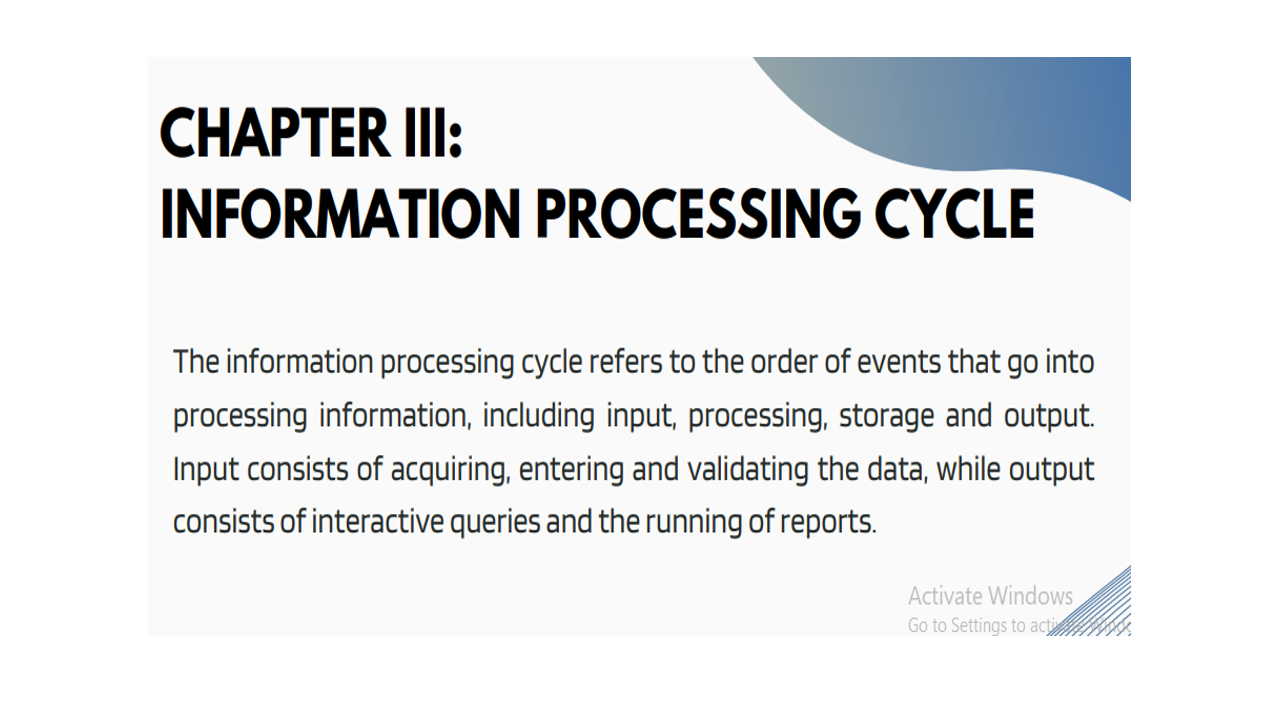 CHAPTER III:
INFORMATION PROCESSING CYCLE
The information processing cycle refers to the order of events that go into
processing information, including input, processing, storage and output.
Input consists of acquiring, entering and validating the data, while output
consists of interactive queries and the running of reports.
Activate Windows
Go to Settings to activate Windo